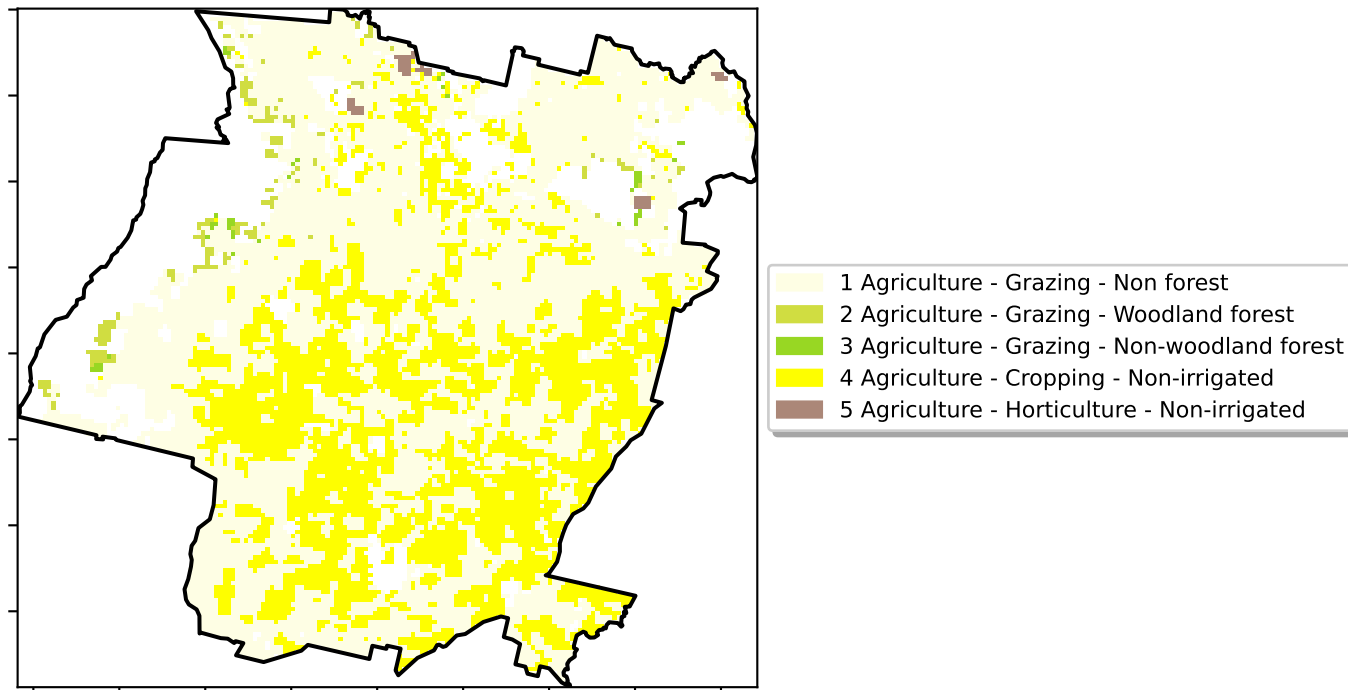 1 Agriculture - Grazing - Non forest
2 Agriculture - Grazing - Woodland forest
3 Agriculture - Grazing - Non-woodland forest
4 Agriculture - Cropping - Non-irrigated
5 Agriculture - Horticulture - Non-irrigated